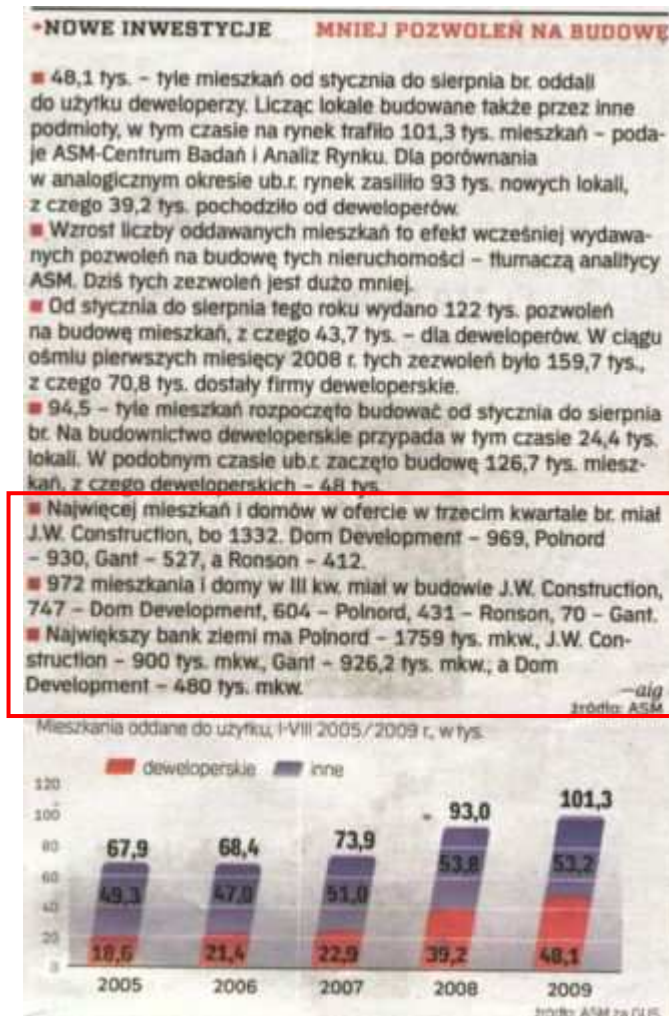 NOWE INWESTYCJE MNIEJ POZWOLEŃ NA BUDOWĘ
■ 48,1 tys. – tyle mieszkań od stycznia do sierpnia br. oddali
do użytku deweloperzy. Licząc lokale budowane także przez inne
podmioty, w tym czasie na rynek trafiło 101,3 tys. mieszkań – poda-
je ASM-Centrum Badań i Analiz Rynku. Dla porównania
w analogicznym okresie ub.r. rynek zasiliło 93 tys. nowych lokali,
z czego 39,2 tys. pochodziło od deweloperów.
■ Wzrost liczby oddawanych mieszkań to efekt wcześniej wydawa-
nych pozwoleń na budowę tych nieruchomości – tłumaczą analitycy
ASM. Dziś tych zezwoleń jest dużo mniej.
■ Od stycznia do sierpnia tego roku wydano 122 tys. pozwoleń
na budowę mieszkań, z czego 43,7 tys. – dla deweloperów. W ciągu
ośmiu pierwszych miesięcy 2008 r. tych zezwoleń było 159,7 tys.,
z czego 70,8 tys. dostały firmy deweloperskie.
■ 94,5 – tyle mieszkań rozpoczęto budować od stycznia do sierpnia
br. Na budownictwo deweloperskie przypada w tym czasie 24,4 tys.
lokali. W podobnym czasie ub.r. zaczęto budowę 126,7 tys. miesz-
kań, z czego deweloperskich – 48 tys.
■ Najwięcej mieszkań i domów w ofercie w trzecim kwartale br. miał
J.W. Construction, bo 1332. Dom Development – 969, Polnord
– 930, Gant – 527, a Ronson – 412.
■ 972 mieszkania i domy w III kw. miał w budowie J.W. Construction,
747 – Dom Development, 604 – Polnord, 431 – Ronson, 70 – Gant.
■ Największy bank ziemi ma Polnord – 1759 tys. mkw., J.W. Con-
struction – 900 tys. mkw., Gant – 926,2 tys. mkw., a Dom
Development – 480 tys. mkw.
—aig
źródło: ASM
Mieszkania oddane do użytku, I-VIII 2005/2009 r., w tys.
deweloperskie inne
120
100
80
60
40
20
0
67,9 68,4 73,9 93,0 101,3
49,3 47,0 51,0 53,8 53,2
18,6 21,4 22,9 39,2 48,1
2005 2006 2007 2008 2009
źródło: ASM za GUS